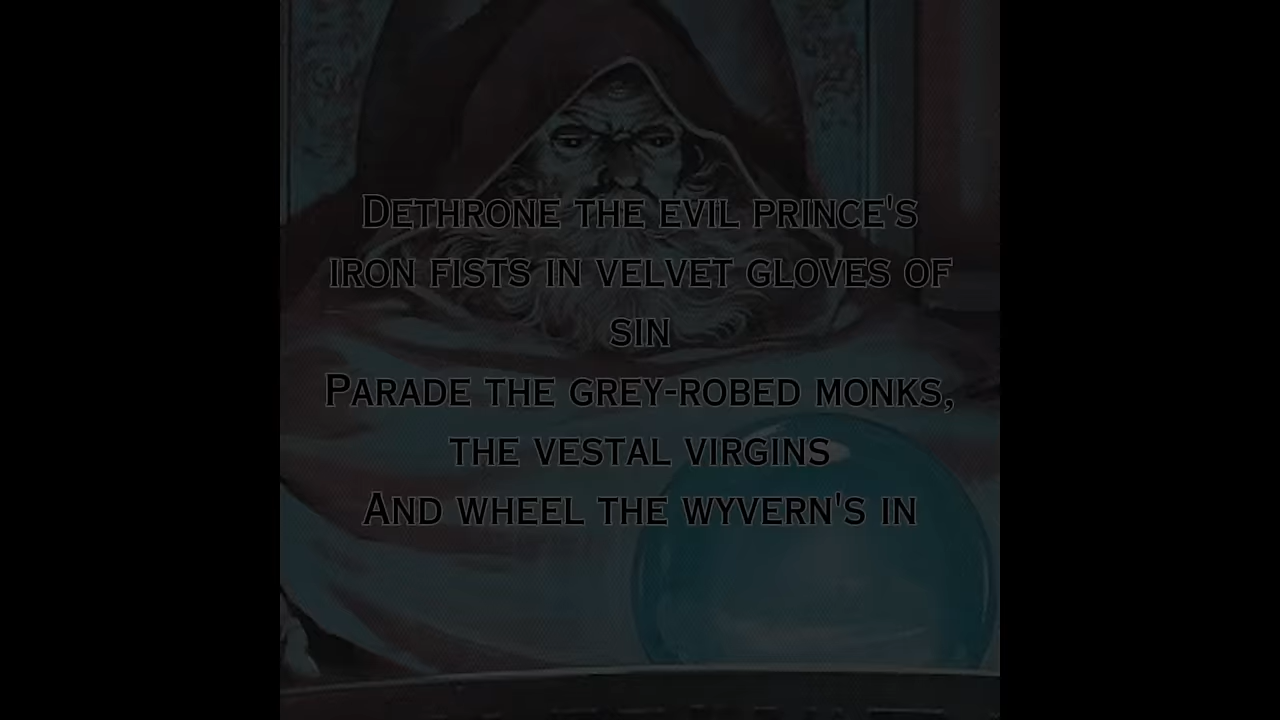 Dethrone the evil prince's
iron fists in velvet gloves of
sin
Parade the grey-robed monks,
the vestal virgins
And wheel the wyvern's in